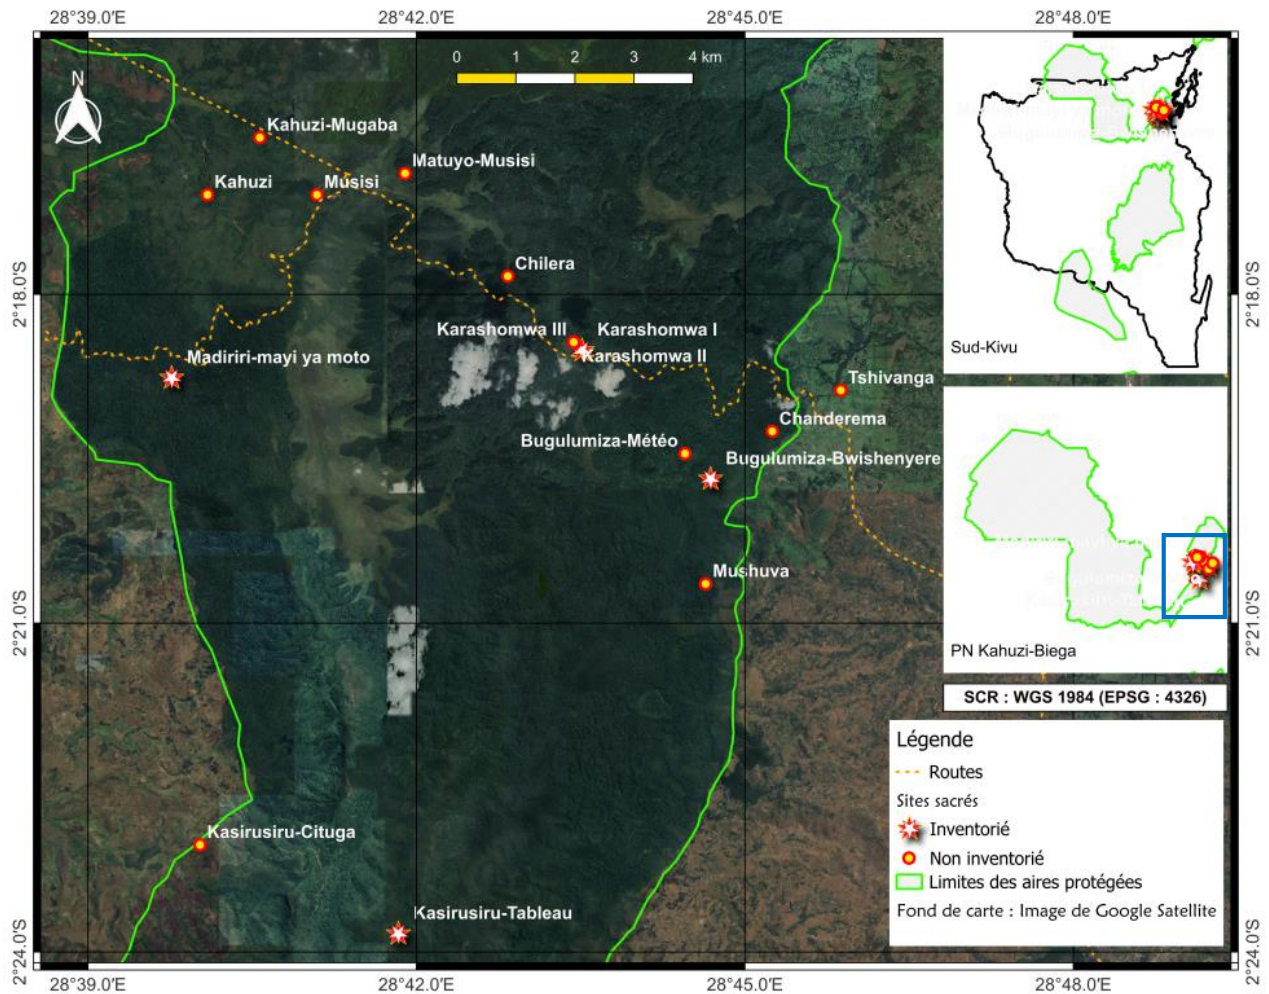 28°39.0'E 28°42.0'E 28°45.0'E 28°48.0'E
0 1 2 3 4 km
N
Kahuzi-Mugaba
Matuyo-Musisi
Kahuzi
Musisi
Chilera
2°18.0'S
2°18.0'S
Karashomwa III
Karashomwa I
Karashomwa II
Madiriri-mayi ya moto
Tshivanga
Chanderema
Bugulumiza-Météo
Bugulumiza-Bwishenyere
Mushuva
2°21.0'S
2°21.0'S
Kasirusiru-Cituga
Kasirusiru-Tableau
2°24.0'S
2°24.0'S
Sud-Kivu
PN Kahuzi-Biega
SCR : WGS 1984 (EPSG : 4326)
Légende
Routes
Sites sacrés
Inventorié
Non inventorié
Limites des aires protégées
Fond de carte : Image de Google Satellite
28°39.0'E 28°42.0'E 28°45.0'E 28°48.0'E